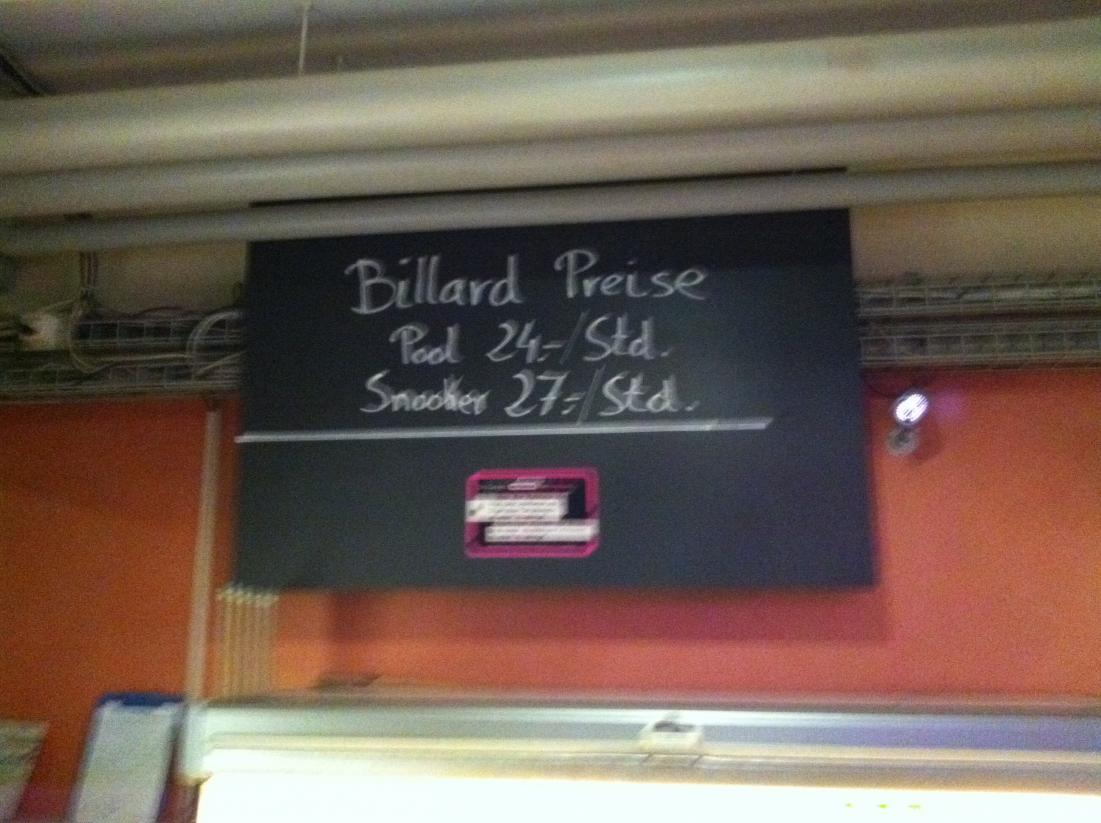 Billard Preise
Pool 24.-/Std.
Snooker 27.-/Std.